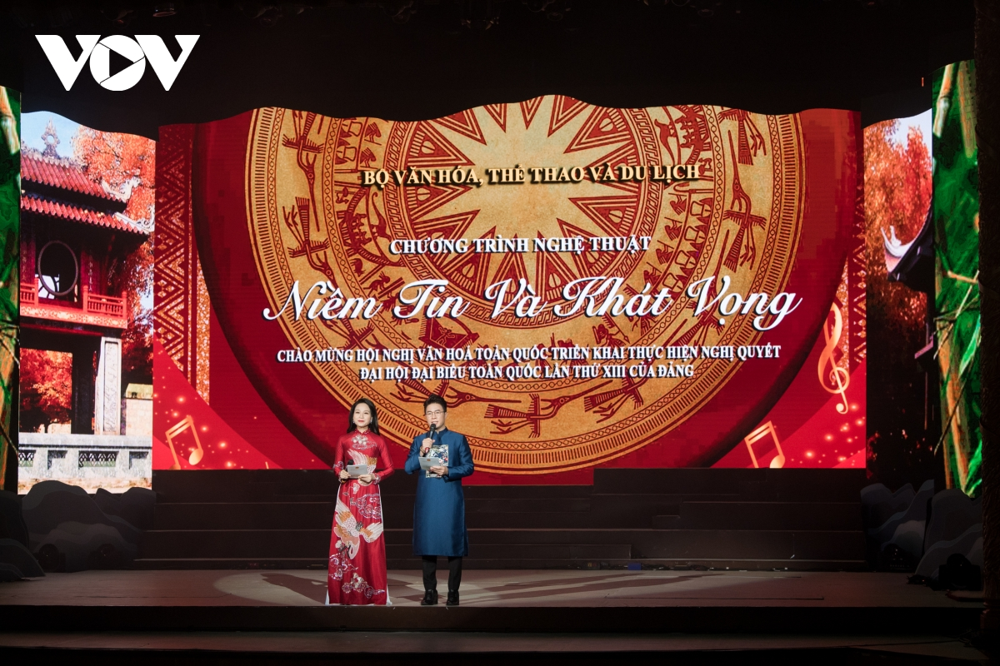 VOV
BỘ VĂN HÓA, THỂ THAO VÀ DU LỊCH
CHƯƠNG TRÌNH NGHỆ THUẬT
Niềm Tin Và Khát Vọng
CHÀO MỪNG HỘI NGHỊ VĂN HOÁ TOÀN QUỐC TRIỂN KHAI THỰC HIỆN NGHỊ QUYẾT
ĐẠI HỘI ĐẠI BIỂU TOÀN QUỐC LẦN THỨ XIII CỦA ĐẢNG